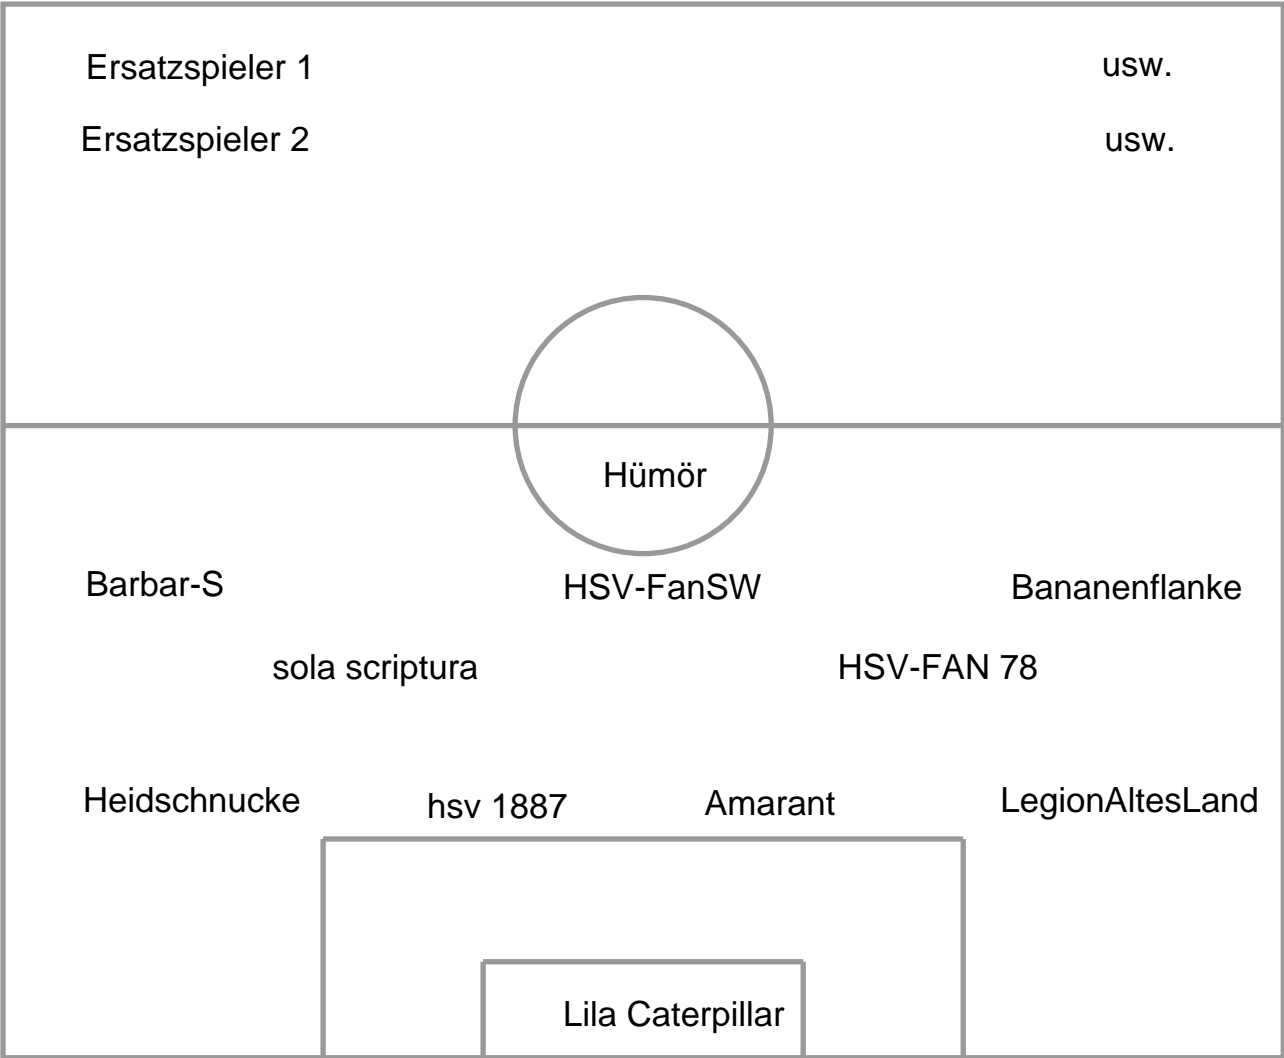 Ersatzspieler 1
usw.
Ersatzspieler 2
usw.
Hümör
Barbar-S
HSV-FanSW
Bananenflanke
sola scriptura
HSV-FAN 78
Heidschnucke
hsv 1887
Amarant
LegionAltesLand
Lila Caterpillar